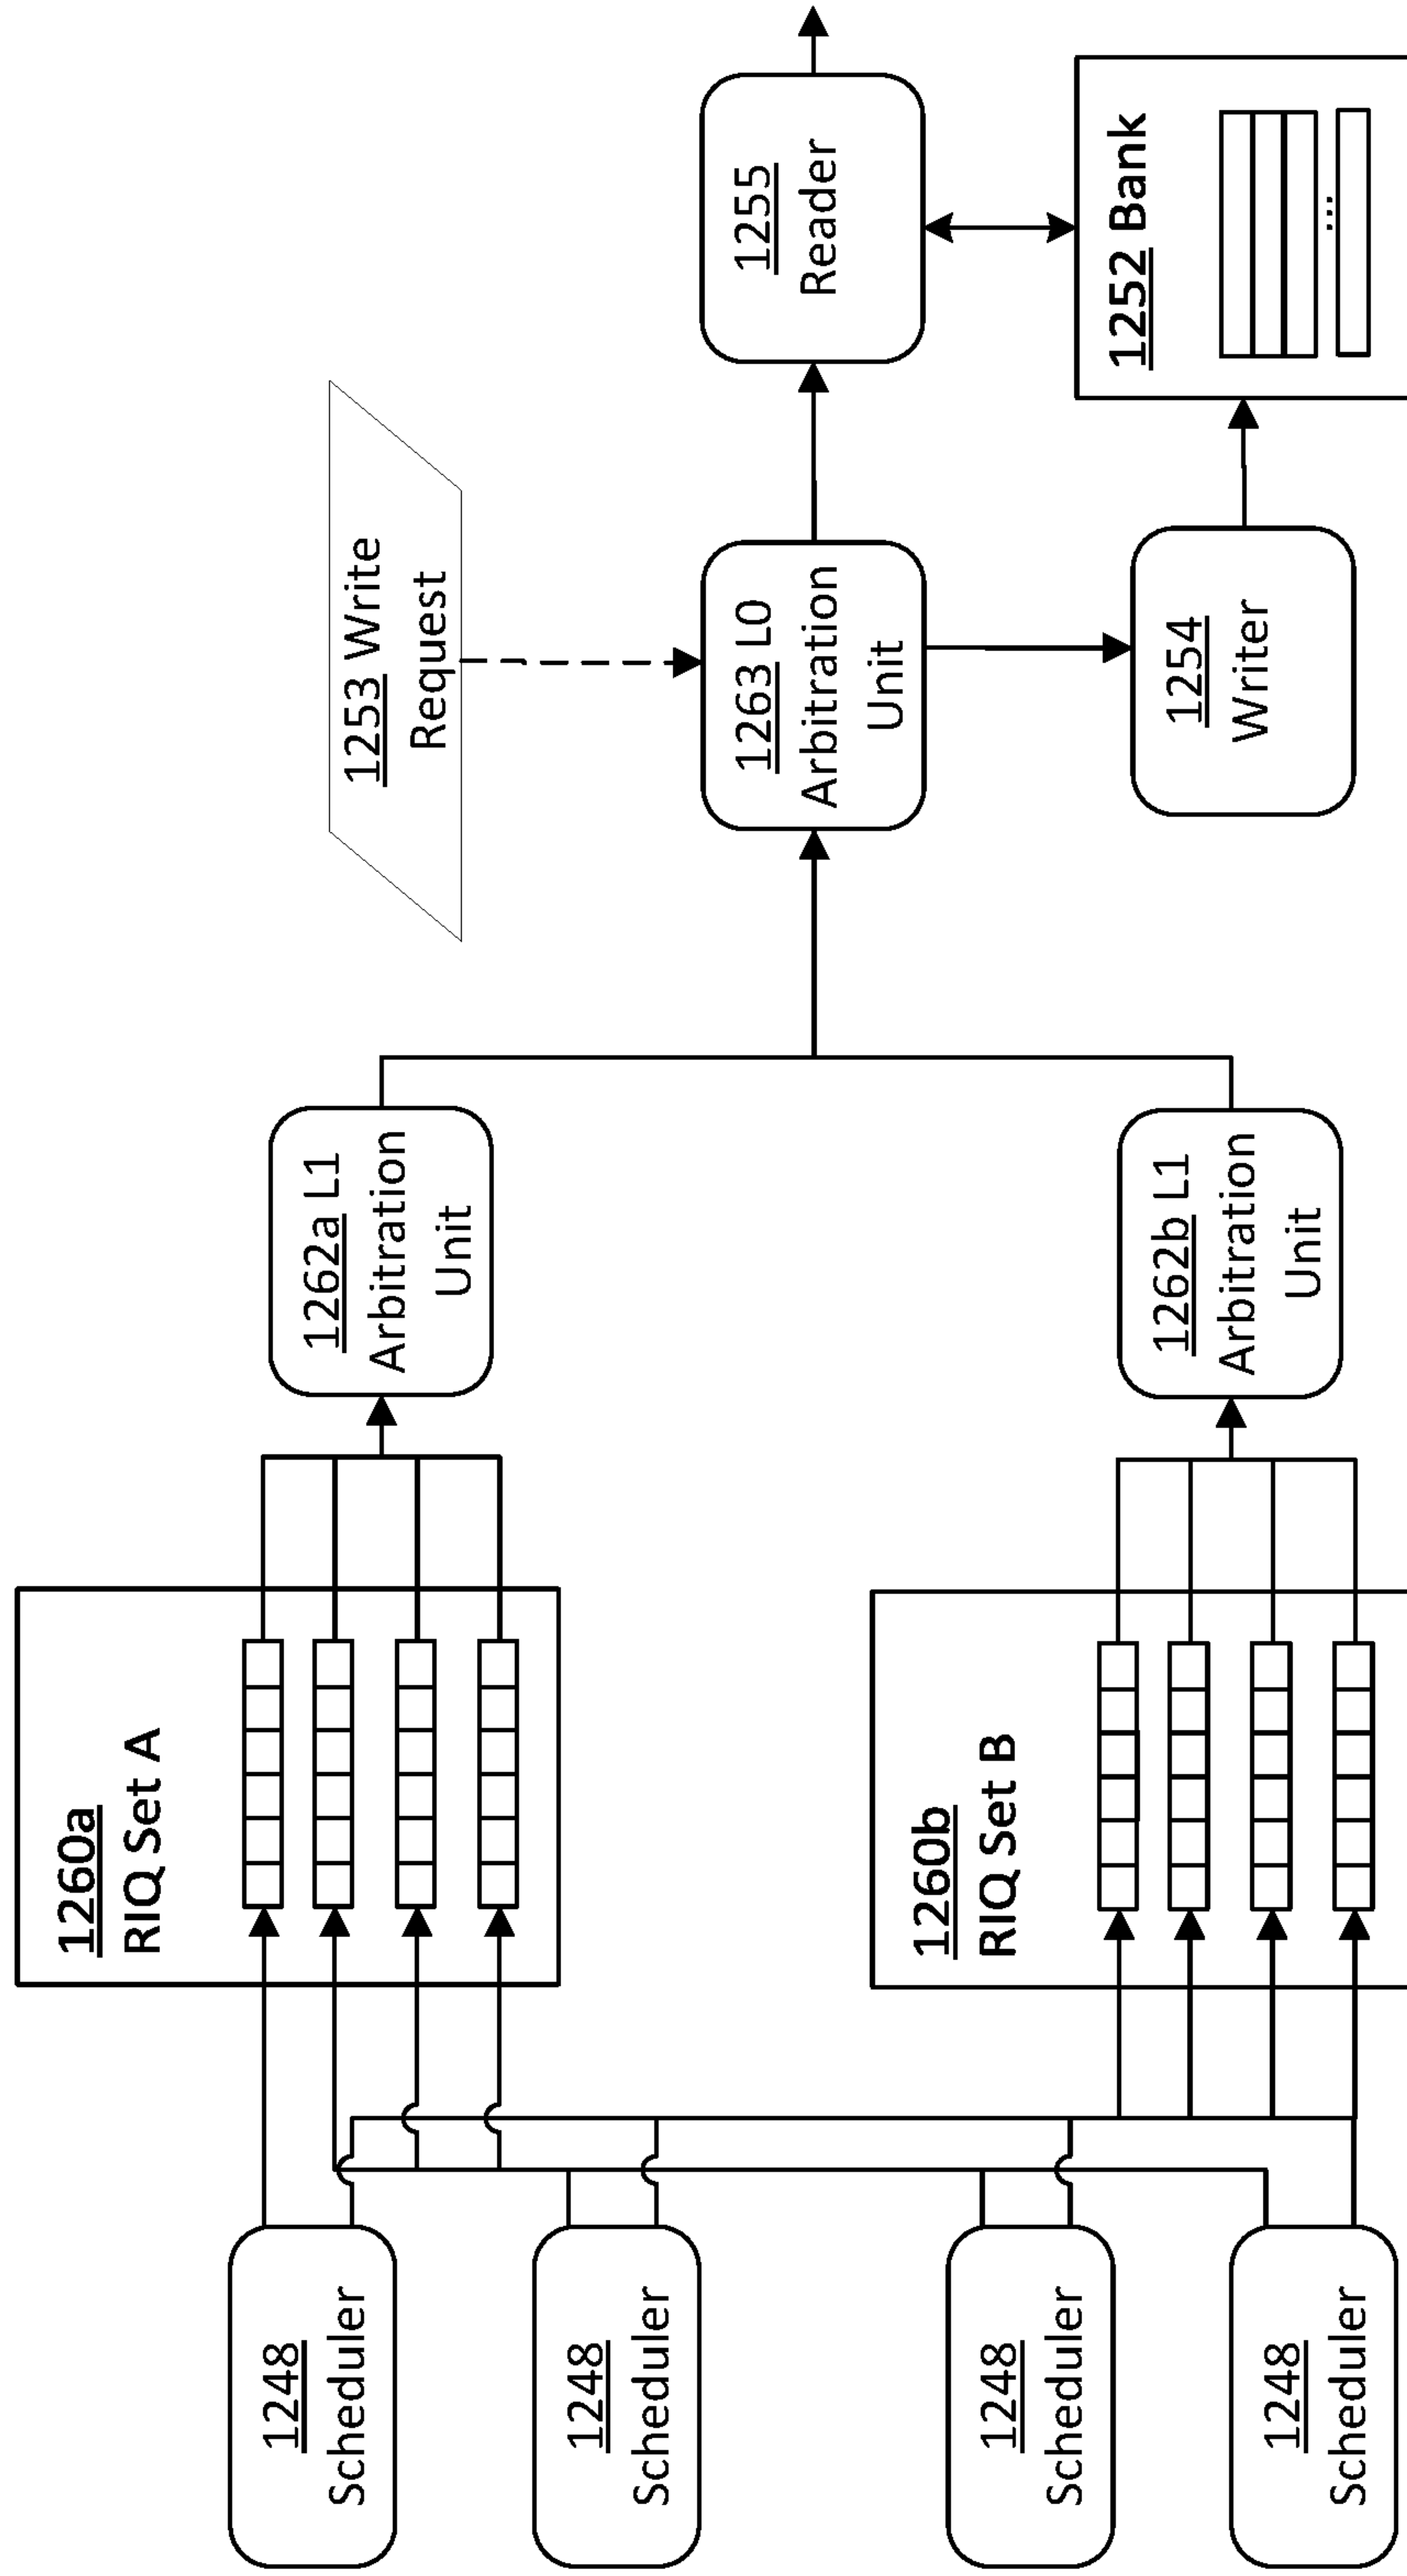 1248
Scheduler
1248
Scheduler
1248
Scheduler
1248
Scheduler
1260a
RIQ Set A
1260b
RIQ Set B
1262a L1
Arbitration
Unit
1262b L1
Arbitration
Unit
1253 Write
Request
1263 L0
Arbitration
Unit
1254
Writer
1255
Reader
1252 Bank
...